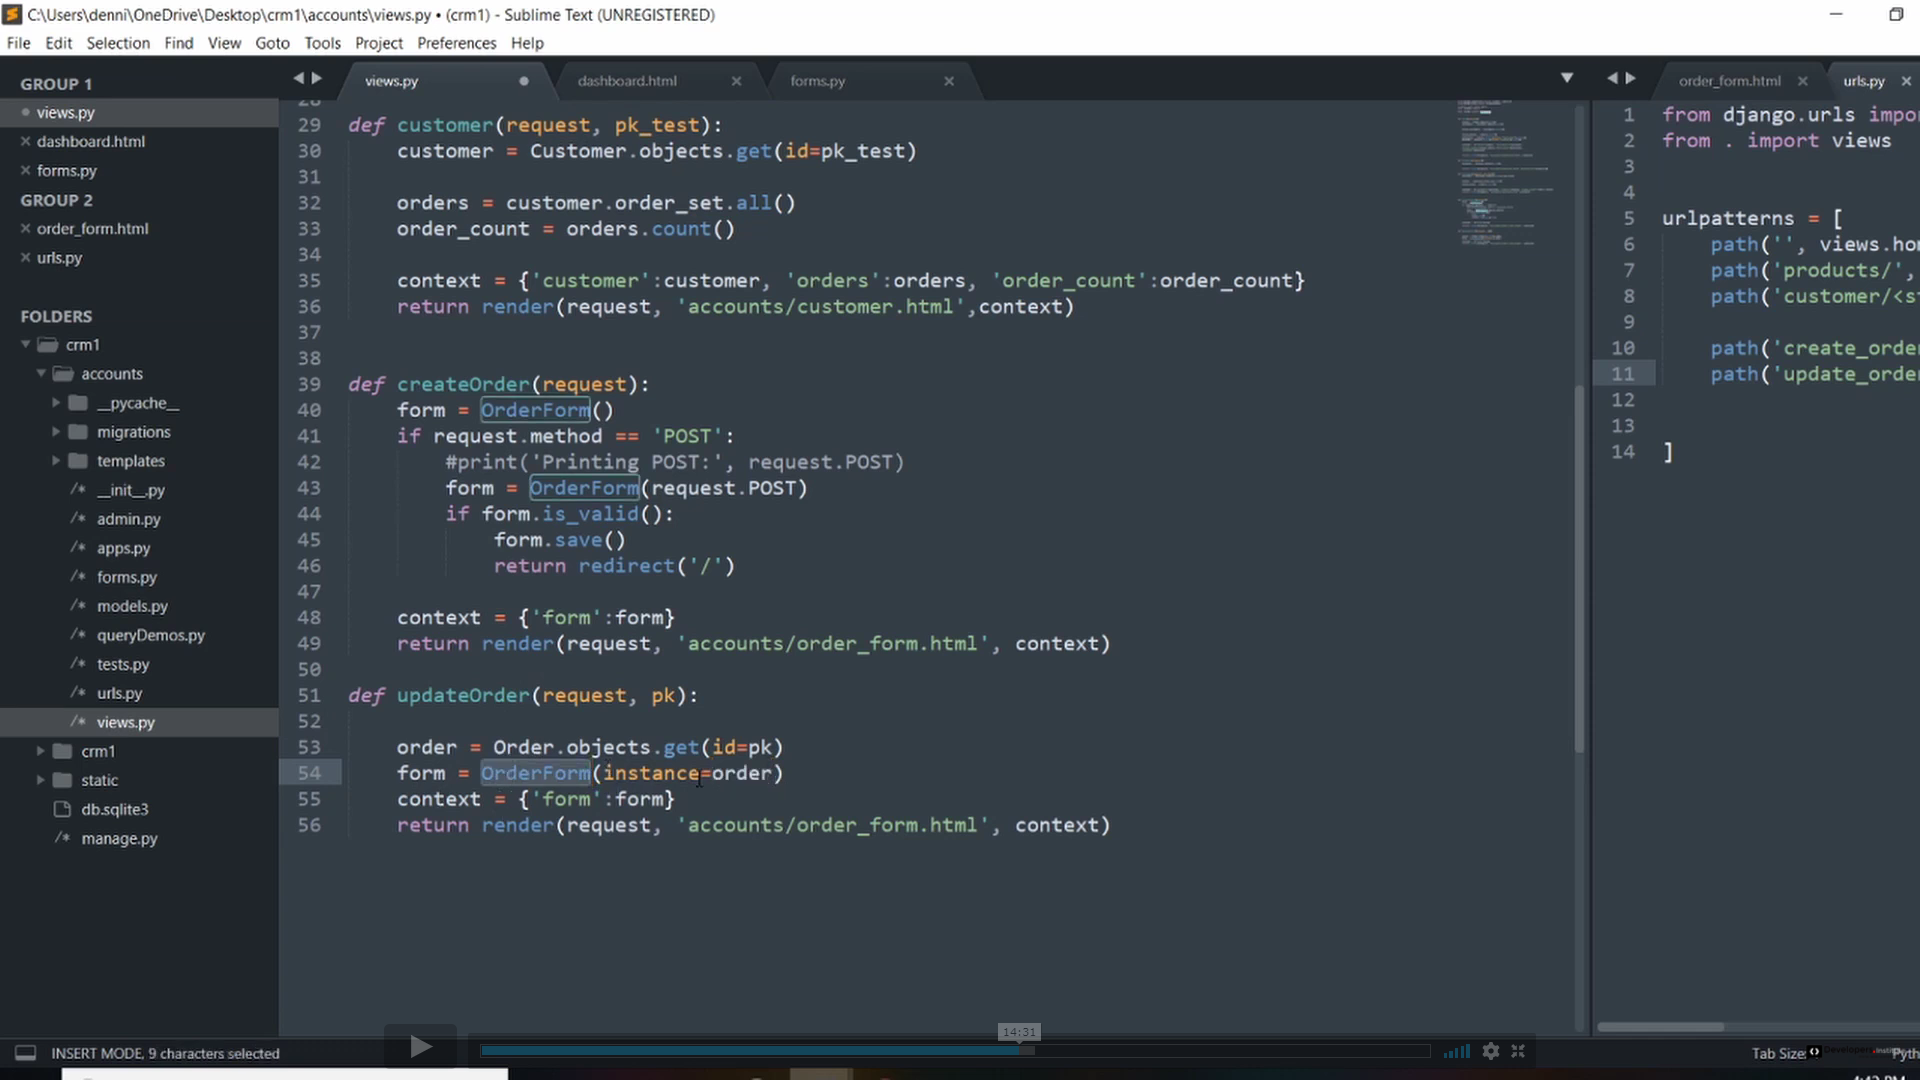 C:\Users\denni\OneDrive\Desktop\crm1\accounts\views.py • (crm1) - Sublime Text (UNREGISTERED)
File Edit Selection Find View Goto Tools Project Preferences Help
GROUP 1
views.py
dashboard.html
forms.py
GROUP 2
order_form.html
urls.py
FOLDERS
crm1
accounts
__pycache__
migrations
templates
/* __init__.py
/* admin.py
/* apps.py
/* forms.py
/* models.py
/* queryDemos.py
/* tests.py
/* urls.py
/* views.py
crm1
static
db.sqlite3
/* manage.py
views.py dashboard.html forms.py
28
29 def customer(request, pk_test):
30 customer = Customer.objects.get(id=pk_test)
31
32 orders = customer.order_set.all()
33 order_count = orders.count()
34
35 context = {'customer':customer, 'orders':orders, 'order_count':order_count}
36 return render(request, 'accounts/customer.html',context)
37
38
39 def createOrder(request):
40 form = OrderForm()
41 if request.method == 'POST':
42 #print('Printing POST:', request.POST)
43 form = OrderForm(request.POST)
44 if form.is_valid():
45 form.save()
46 return redirect('/')
47
48 context = {'form':form}
49 return render(request, 'accounts/order_form.html', context)
50
51 def updateOrder(request, pk):
52
53 order = Order.objects.get(id=pk)
54 form = OrderForm(instance=order)
55 context = {'form':form}
56 return render(request, 'accounts/order_form.html', context)
order_form.html urls.py
1 from django.urls impo
2 from . import views
3
4
5 urlpatterns = [
6 path('', views.ho
7 path('products/',
8 path('customer/<s
9
10 path('create_orde
11 path('update_orde
12
13
14 ]
14:31
INSERT MODE, 9 characters selected
Tab Size:
Pyth